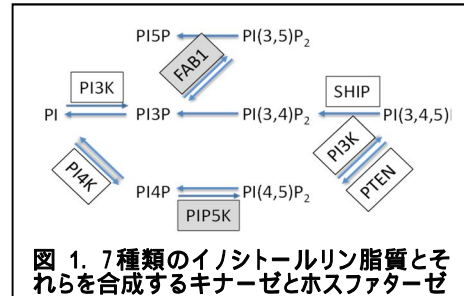 PI5P PI(3,5)P2
FAB1
PI3K SHIP
PI PI3P PI(3,4)P2 PI(3,4,5)
PI4K PI3K PTEN
PI4P PI(4,5)P2
PIP5K
図 1. 7種類のイノシトールリン脂質とそ
れらを合成するキナーゼとホスファターゼ